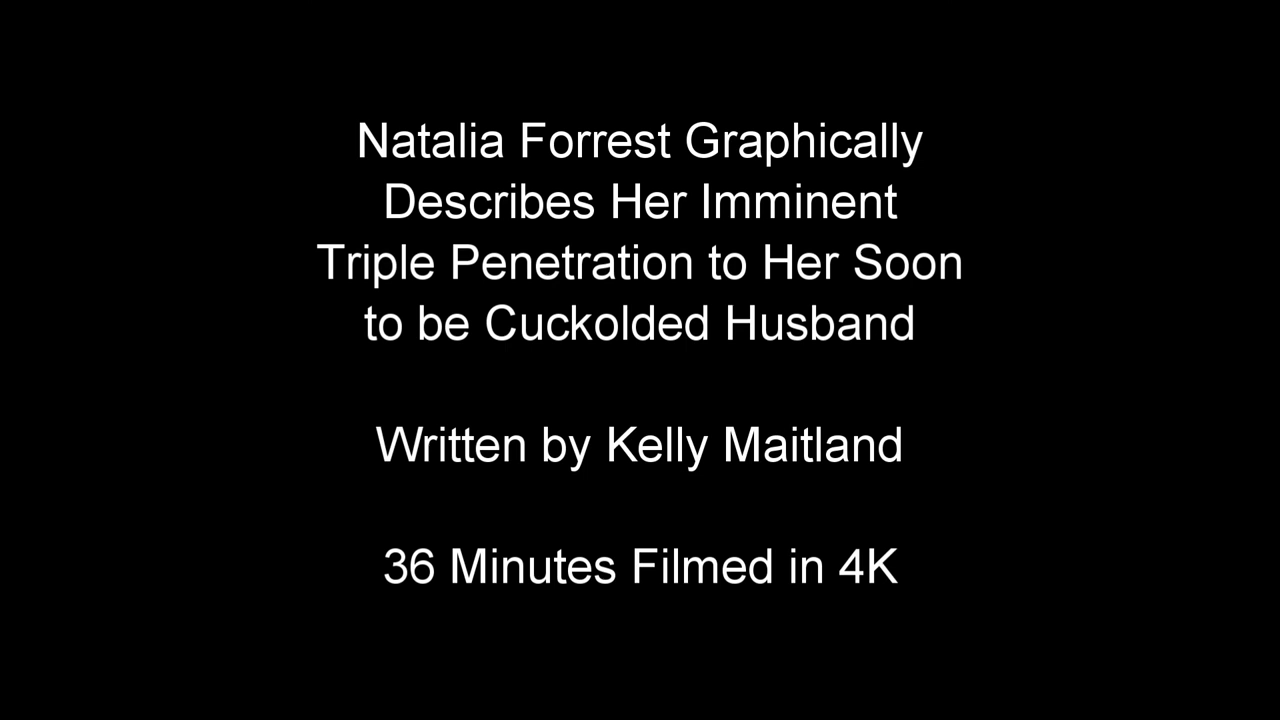 Natalia Forrest Graphically
Describes Her Imminent
Triple Penetration to Her Soon
to be Cuckolded Husband
Written by Kelly Maitland
36 Minutes Filmed in 4K